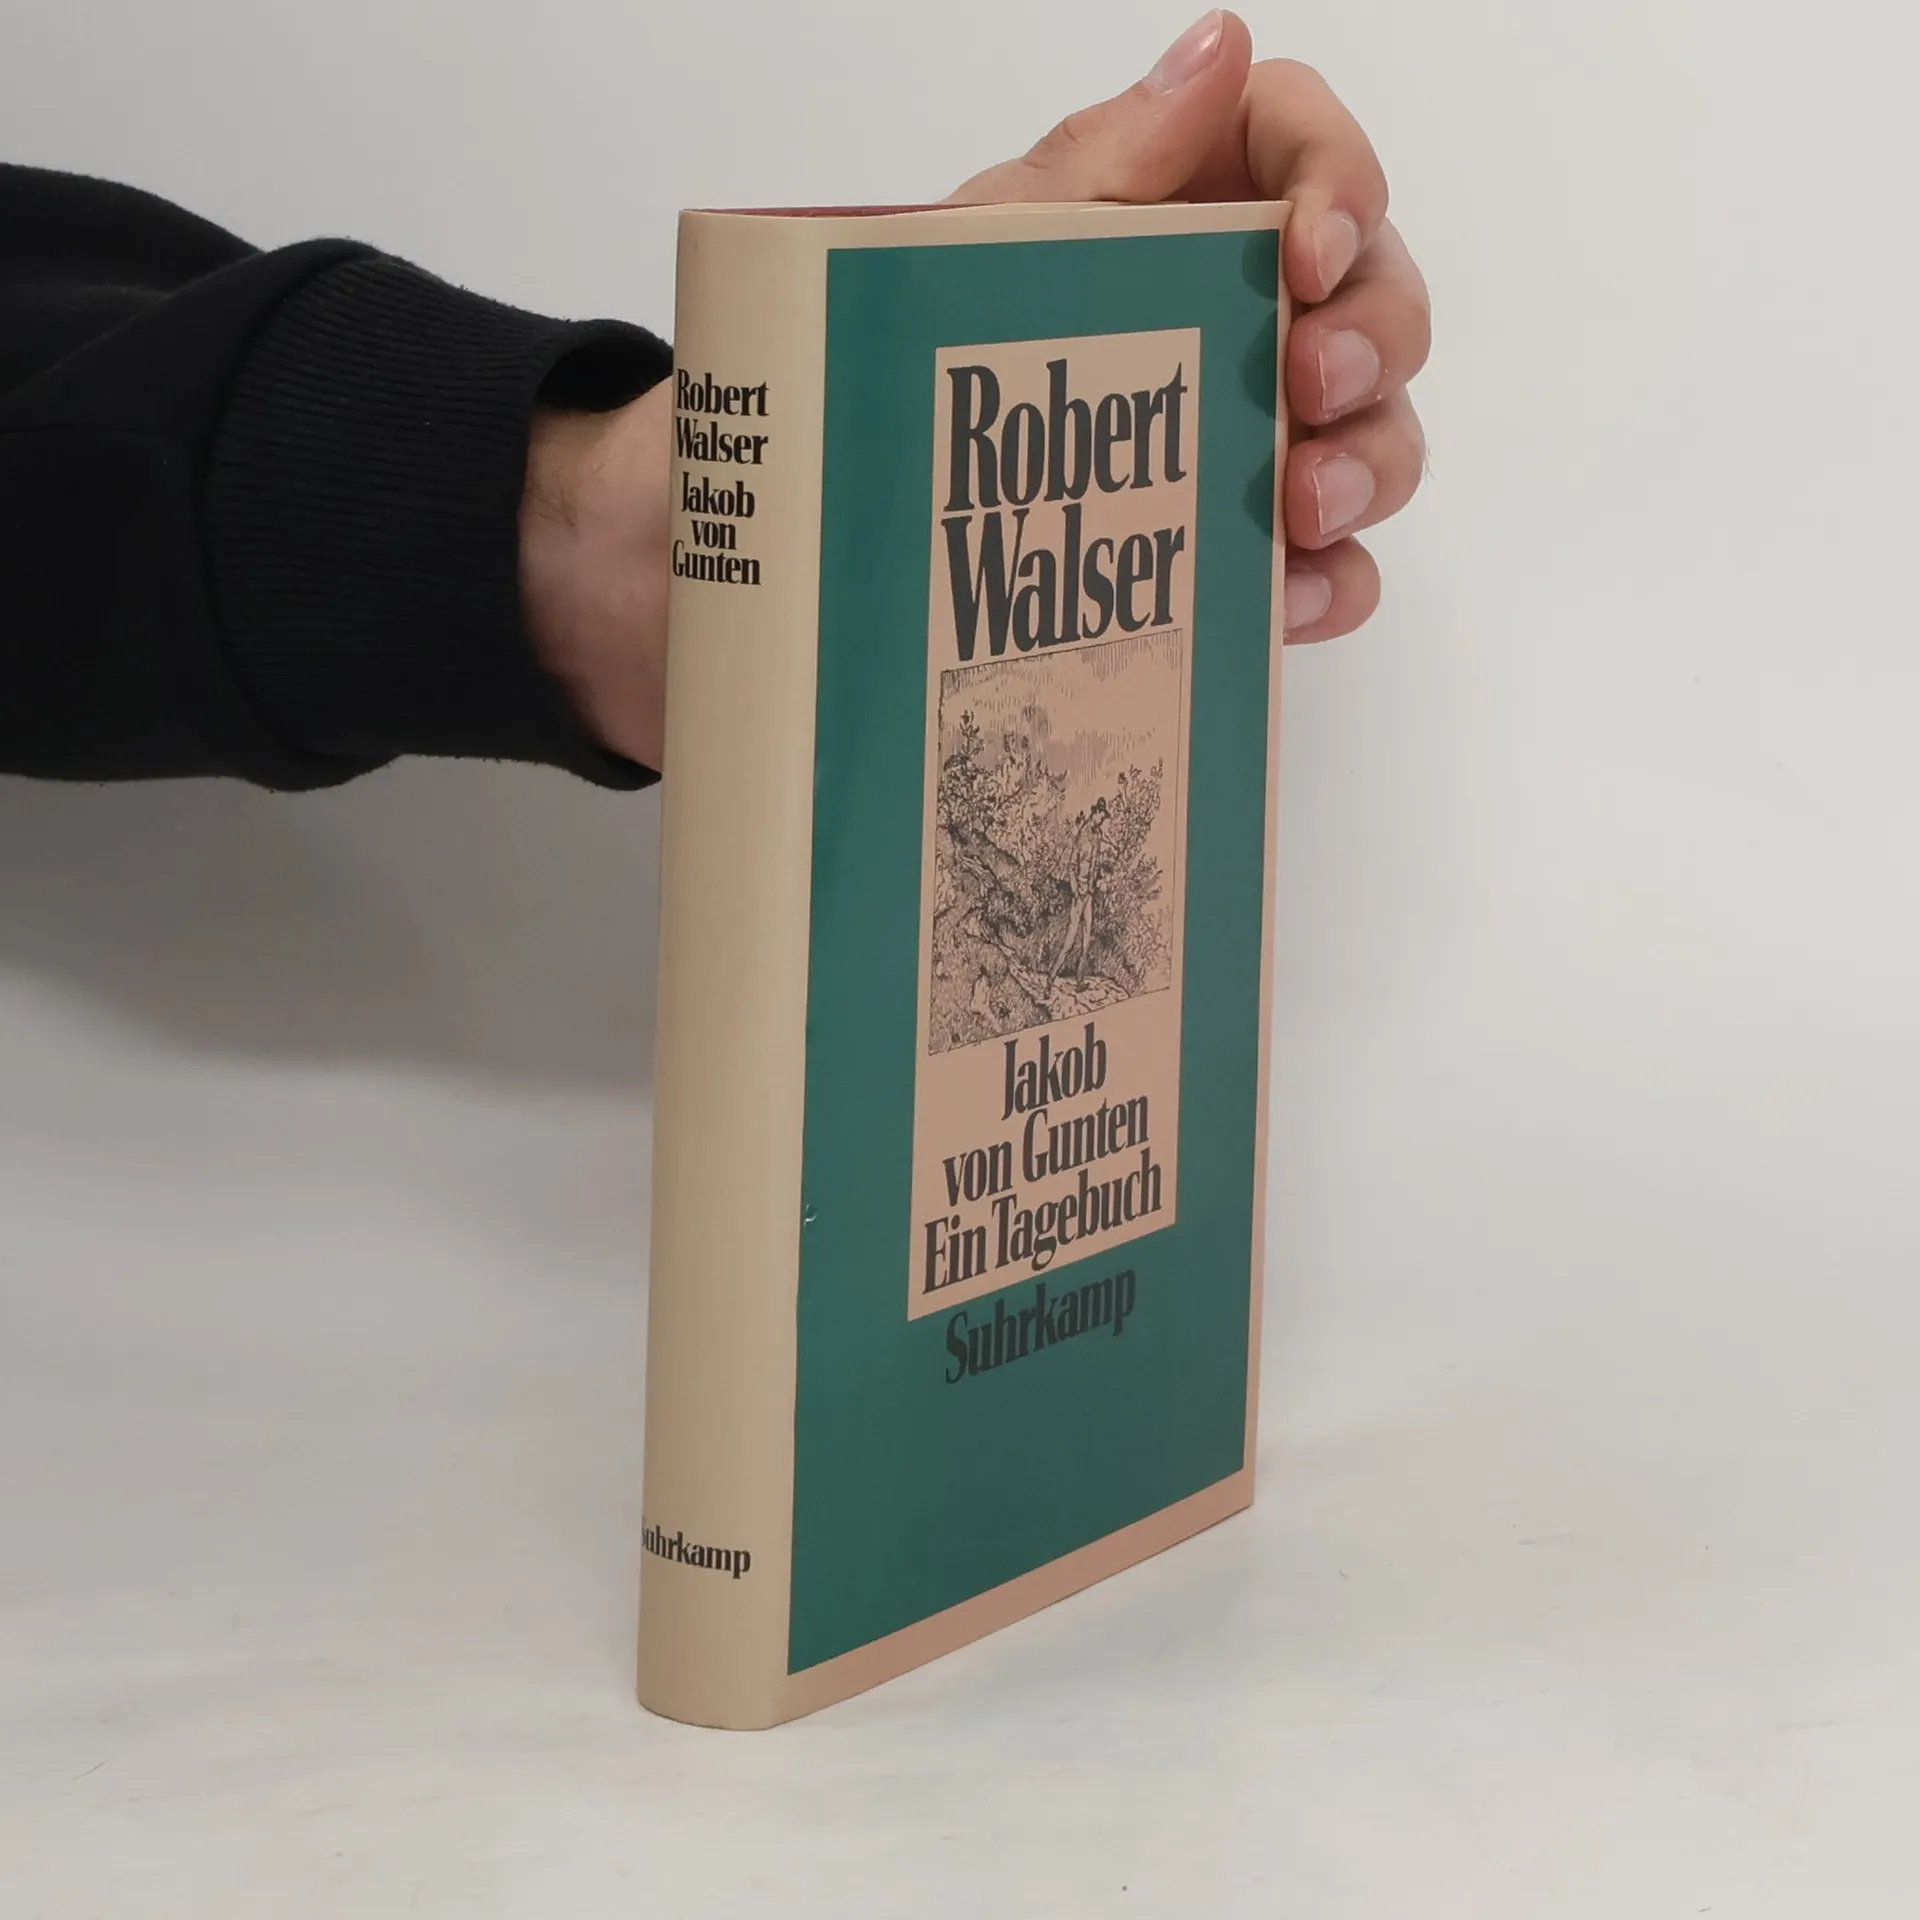 Robert
Walser
Jakob
von
Gunten
Suhrkamp
Robert
Walser
Jakob
von Gunten
Ein Tagebuch
Suhrkamp